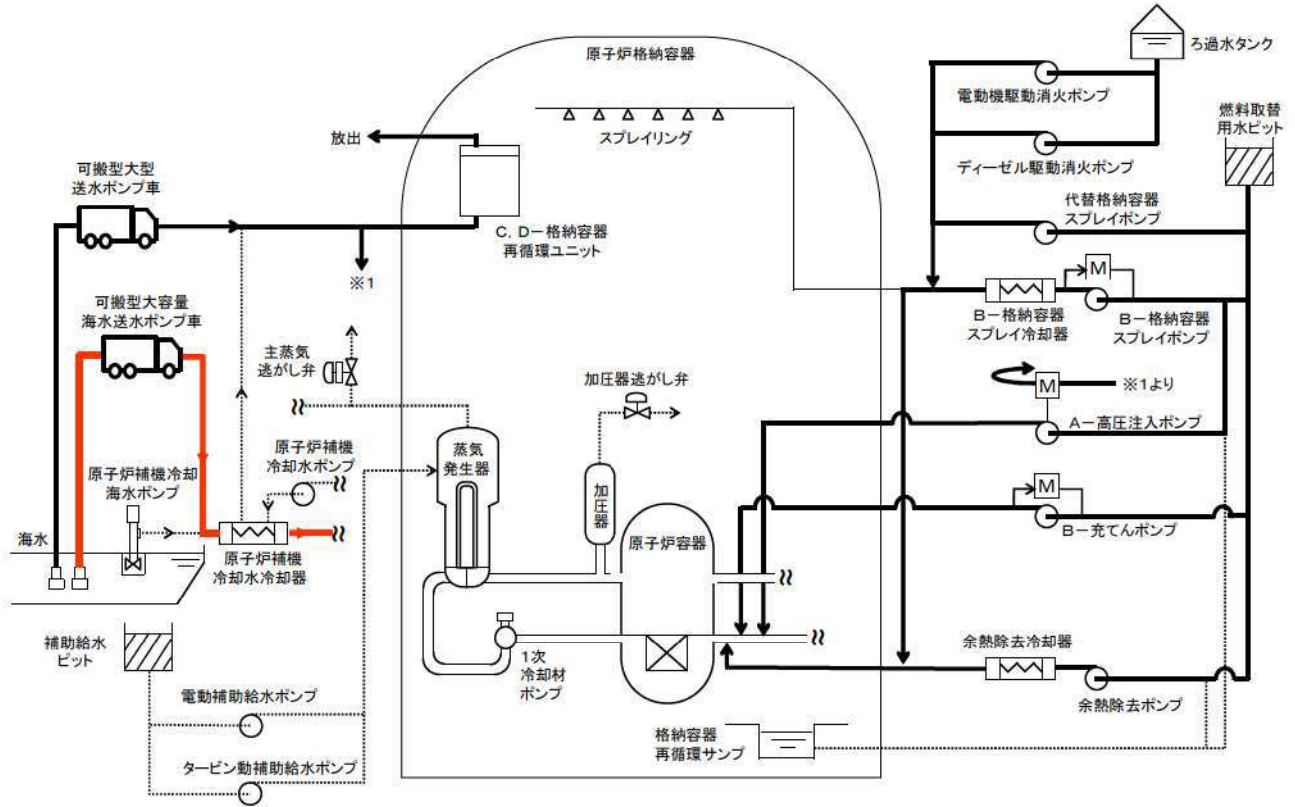 原子炉格納容器
スプレイリング
放出
C, D-格納容器
再循環ユニット
可搬型大型
送水ポンプ車
※1
可搬型大容量
海水送水ポンプ車
主蒸気
逃がし弁
原子炉補機
冷却水ポンプ
原子炉補機冷却
海水ポンプ
海水
原子炉補機
冷却水冷却器
補助給水
ピット
電動補助給水ポンプ
タービン動補助給水ポンプ
蒸気
発生器
加圧器逃がし弁
加圧器
原子炉容器
1次
冷却材
ポンプ
格納容器
再循環サンプ
ろ過水タンク
電動機駆動消火ポンプ
燃料取替
用水ピット
ディーゼル駆動消火ポンプ
代替格納容器
スプレイポンプ
M
B-格納容器
スプレイ冷却器
B-格納容器
スプレイポンプ
M
※1より
A-高圧注入ポンプ
M
B-充てんポンプ
余熱除去冷却器
余熱除去ポンプ